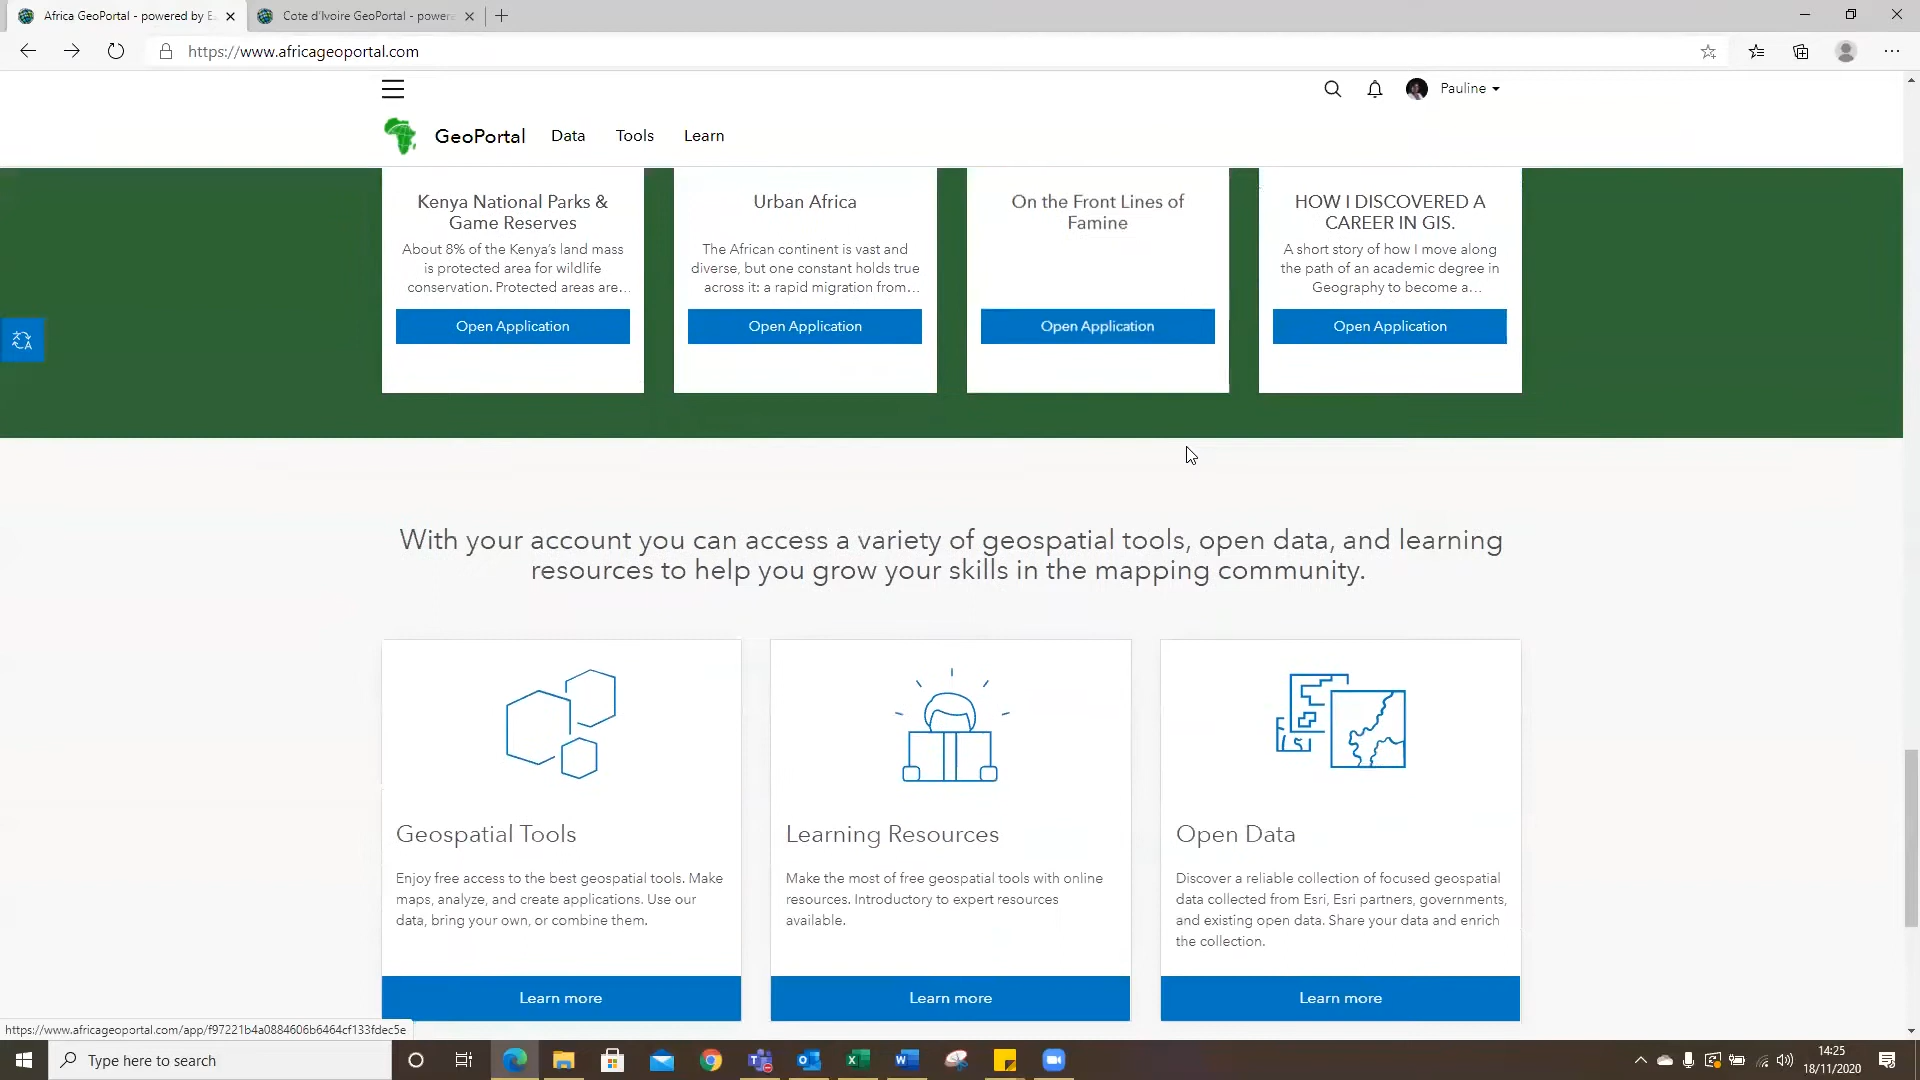 Africa GeoPortal - powered by E
Cote d'Ivoire GeoPortal - powere
https://www.africageoportal.com
Pauline
GeoPortal Data Tools Learn
Kenya National Parks &
Game Reserves
About 8% of the Kenya's land mass
is protected area for wildlife
conservation. Protected areas are...
Open Application
Urban Africa
The African continent is vast and
diverse, but one constant holds true
across it: a rapid migration from...
Open Application
On the Front Lines of
Famine
Open Application
HOW I DISCOVERED A
CAREER IN GIS.
A short story of how I move along
the path of an academic degree in
Geography to become a...
Open Application
With your account you can access a variety of geospatial tools, open data, and learning
resources to help you grow your skills in the mapping community.
Geospatial Tools
Enjoy free access to the best geospatial tools. Make
maps, analyze, and create applications. Use our
data, bring your own, or combine them.
Learn more
Learning Resources
Make the most of free geospatial tools with online
resources. Introductory to expert resources
available.
Learn more
Open Data
Discover a reliable collection of focused geospatial
data collected from Esri, Esri partners, governments,
and existing open data. Share your data and enrich
the collection.
Learn more
https://www.africageoportal.com/app/f97221b4a0884606b6464cf133fdec5e
Type here to search
14:25
18/11/2020